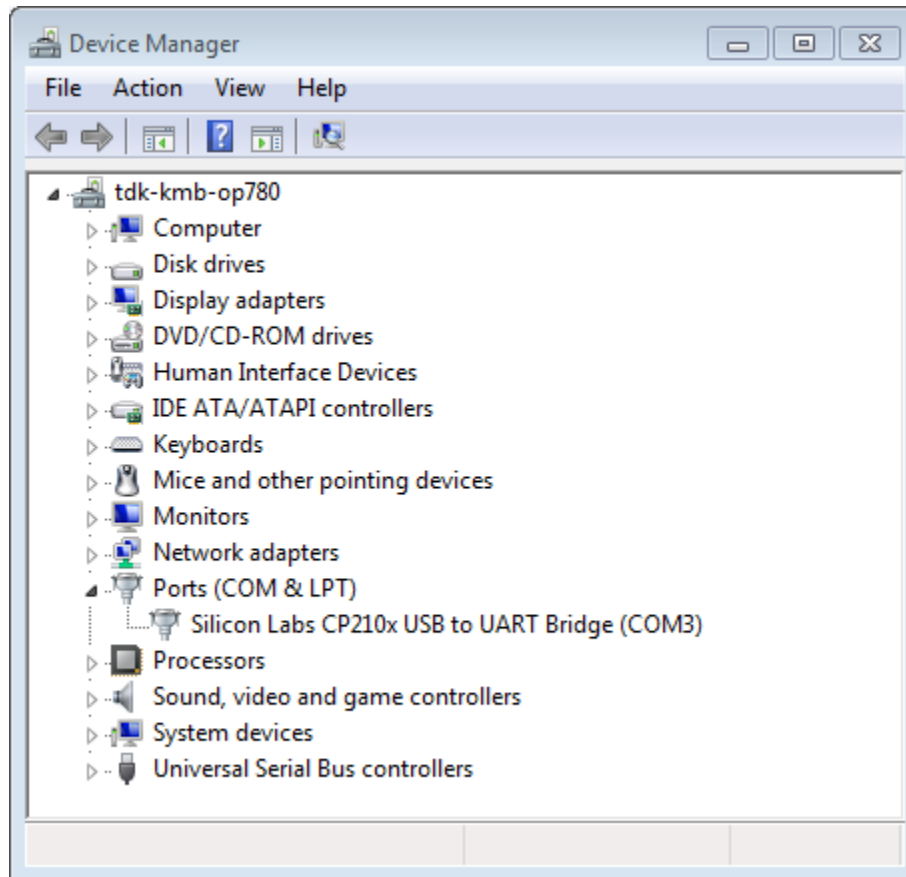 Device Manager
File Action View Help
tdk-kmb-op780
Computer
Disk drives
Display adapters
DVD/CD-ROM drives
Human Interface Devices
IDE ATA/ATAPI controllers
Keyboards
Mice and other pointing devices
Monitors
Network adapters
Ports (COM & LPT)
Silicon Labs CP210x USB to UART Bridge (COM3)
Processors
Sound, video and game controllers
System devices
Universal Serial Bus controllers